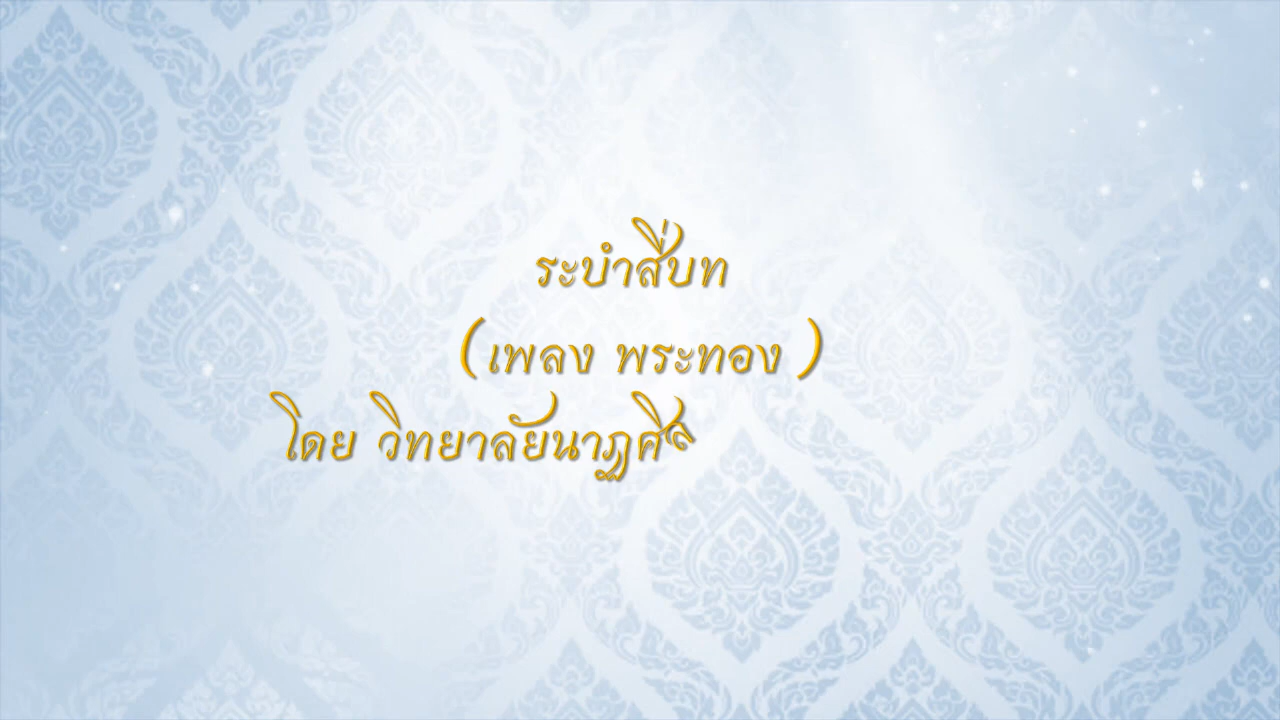 ระบำสี่บท
( เพลง พระทอง )
โดย วิทยาลัยนาฏศิล